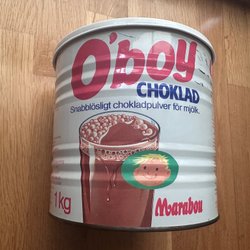 O'boy
CHOKLAD
Snabblösligt chokladpulver för mjölk.
1 kg
Marabou